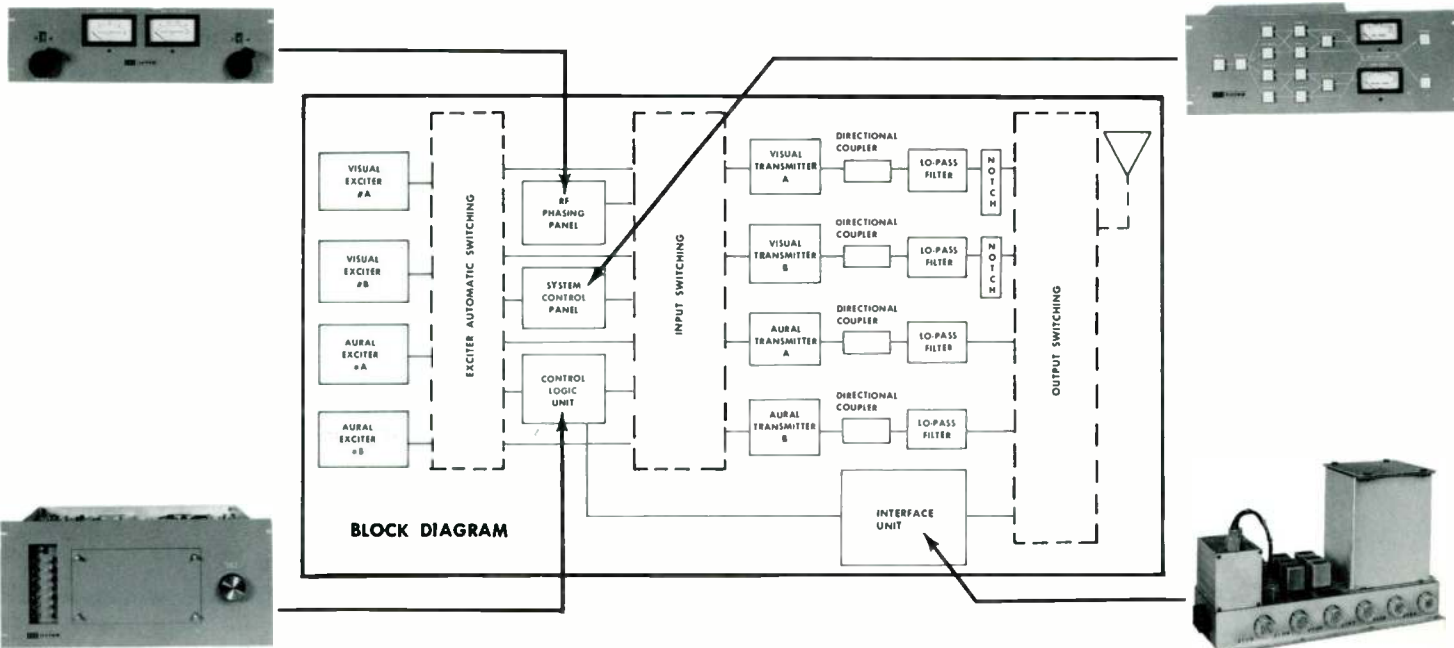 VISUAL
EXCITER
#A
VISUAL
EXCITER
#B
AURAL
EXCITER
#A
AURAL
EXCITER
#B
EXCITER AUTOMATIC SWITCHING
RF
PHASING
PANEL
SYSTEM
CONTROL
PANEL
CONTROL
LOGIC
UNIT
INPUT SWITCHING
VISUAL
TRANSMITTER
A
DIRECTIONAL
COUPLER
LO-PASS
FILTER
NOTCH
VISUAL
TRANSMITTER
B
DIRECTIONAL
COUPLER
LO-PASS
FILTER
NOTCH
AURAL
TRANSMITTER
A
DIRECTIONAL
COUPLER
LO-PASS
FILTER
AURAL
TRANSMITTER
B
DIRECTIONAL
COUPLER
LO-PASS
FILTER
OUTPUT SWITCHING
INTERFACE
UNIT
BLOCK DIAGRAM